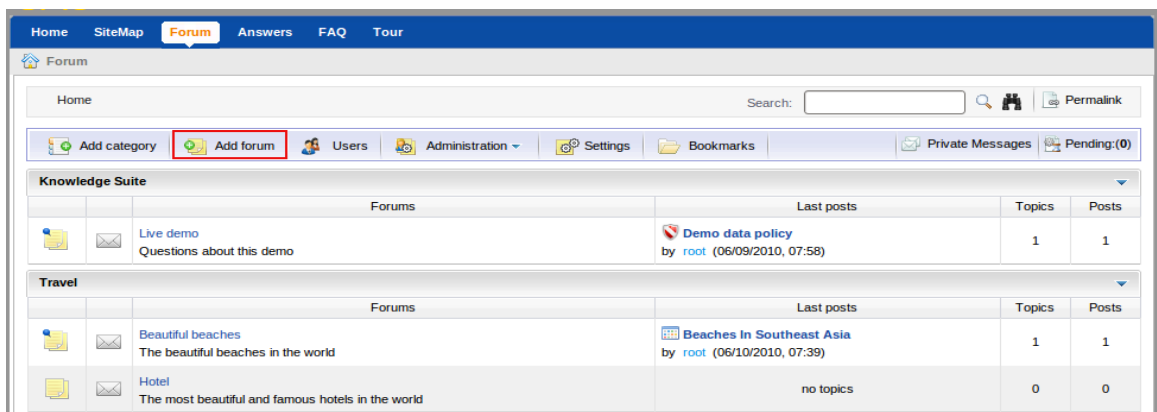 Home SiteMap Forum Answers FAQ Tour
Forum
Home Search: Permalink
Add category Add forum Users Administration Settings Bookmarks Private Messages Pending:(0)
Knowledge Suite
Forums Last posts Topics Posts
Live demo Demo data policy 1 1
Questions about this demo by root (06/09/2010, 07:58)
Travel
Forums Last posts Topics Posts
Beautiful beaches Beaches In Southeast Asia 1 1
The beautiful beaches in the world by root (06/10/2010, 07:39)
Hotel no topics 0 0
The most beautiful and famous hotels in the world